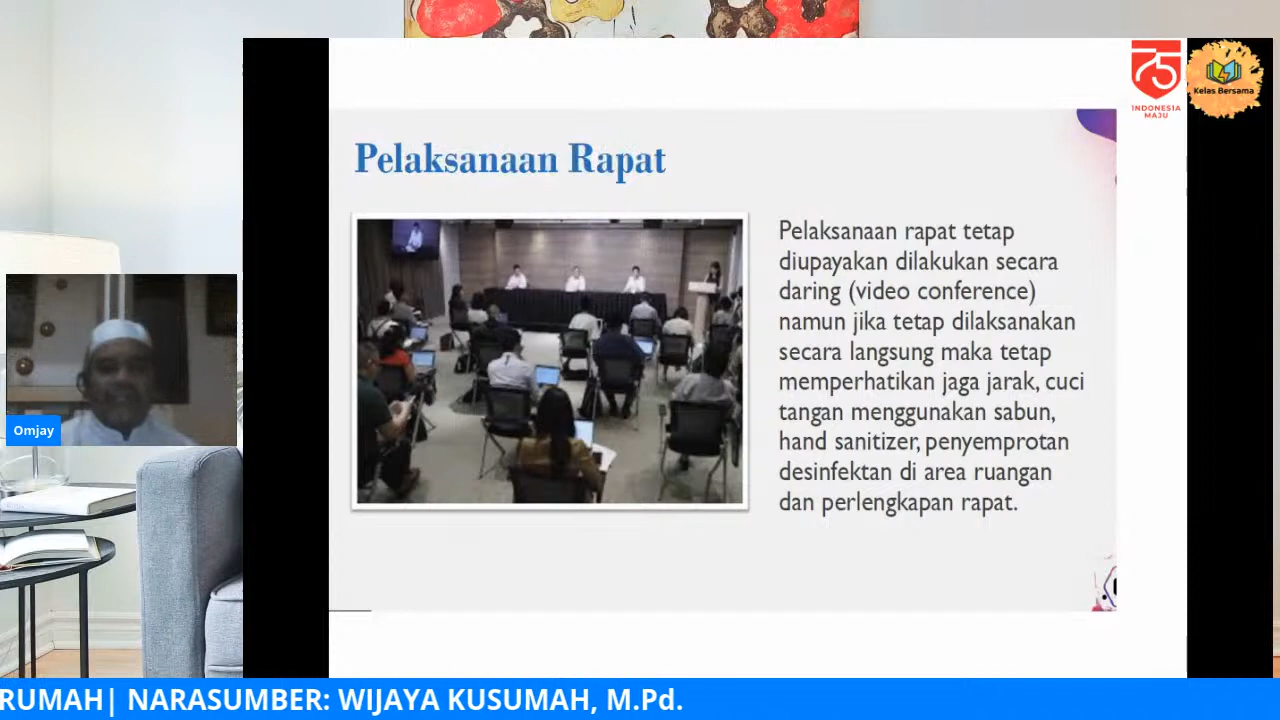 75
INDONESIA
MAJU
Kelas Bersama
Pelaksanaan Rapat
Pelaksanaan rapat tetap
diupayakan dilakukan secara
daring (video conference)
namun jika tetap dilaksanakan
secara langsung maka tetap
memperhatikan jaga jarak, cuci
tangan menggunakan sabun,
hand sanitizer, penyemprotan
desinfektan di area ruangan
dan perlengkapan rapat.
Omjay
RUMAH| NARASUMBER: WIJAYA KUSUMAH, M.Pd.